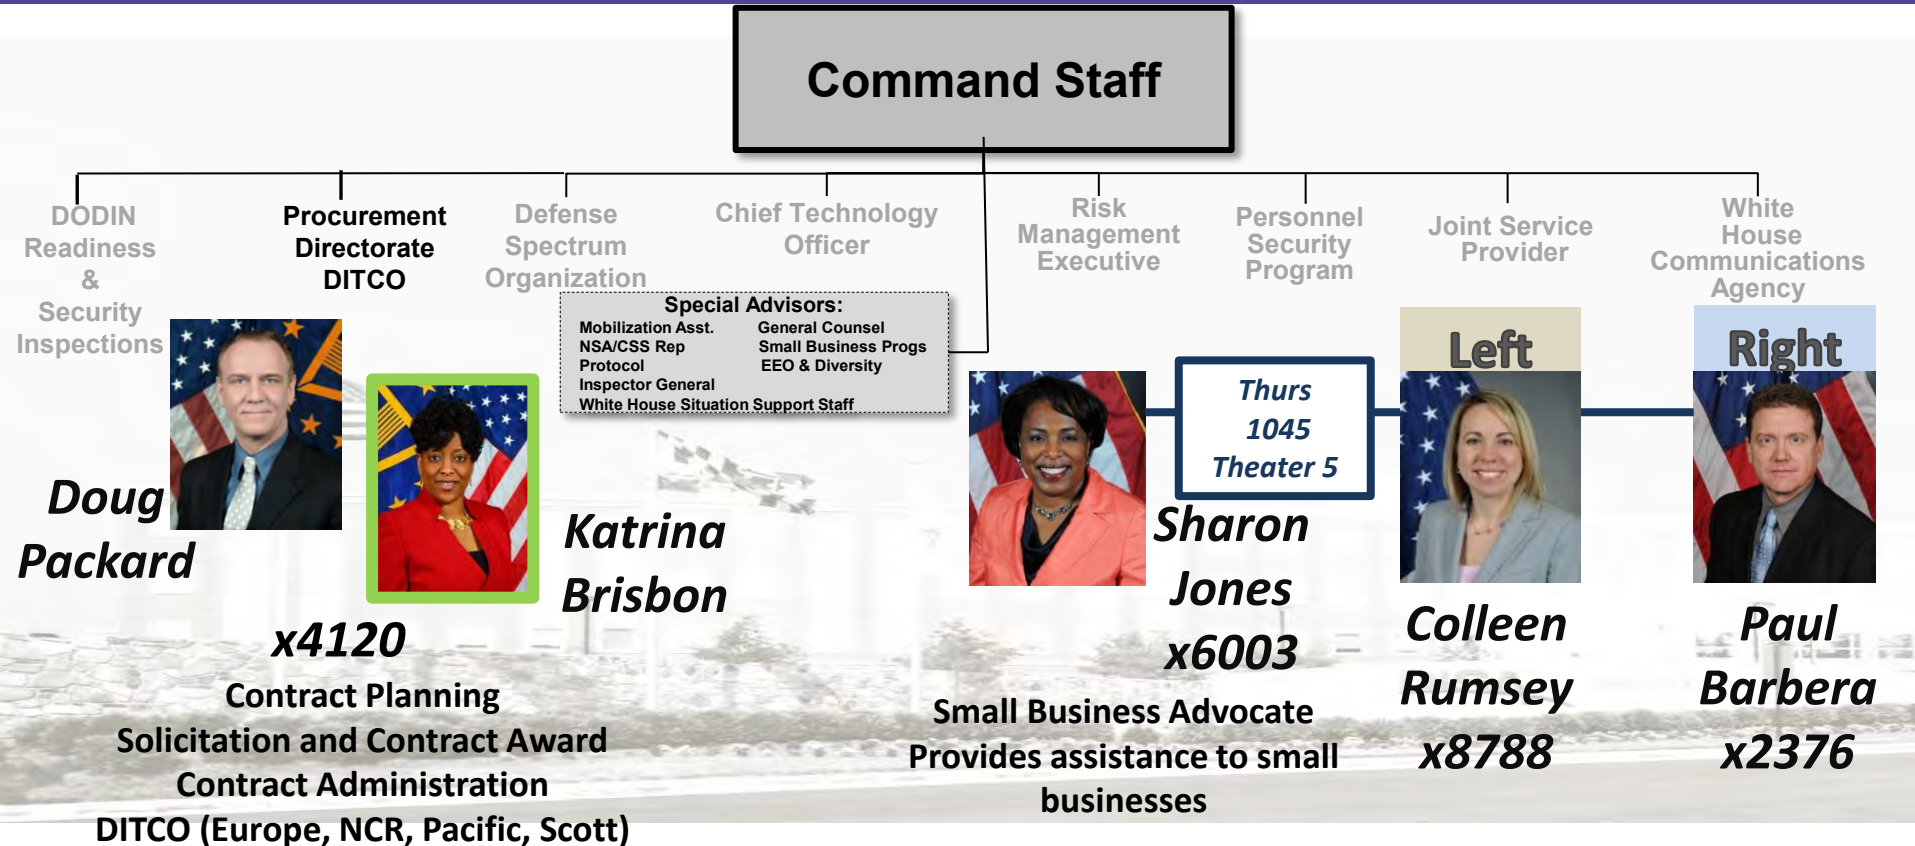 Command Staff
DODIN
Readiness
&
Security
Inspections
Procurement
Directorate
DITCO
Defense
Spectrum
Organization
Chief Technology
Officer
Risk
Management
Executive
Personnel
Security
Program
Joint Service
Provider
White
House
Communications
Agency
Special Advisors:
Mobilization Asst. General Counsel
NSA/CSS Rep Small Business Progs
Protocol EEO & Diversity
Inspector General
White House Situation Support Staff
Left
Right
Thurs
1045
Theater 5
Doug
Packard
Katrina
Brisbon
x4120
Contract Planning
Solicitation and Contract Award
Contract Administration
DITCO (Europe, NCR, Pacific, Scott)
Sharon
Jones
x6003
Small Business Advocate
Provides assistance to small
businesses
Colleen
Rumsey
x8788
Paul
Barbera
x2376